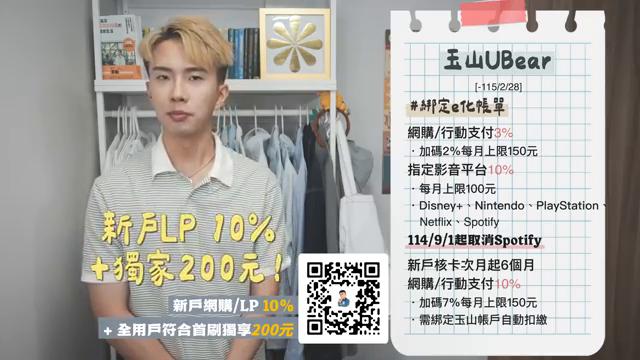 玉山UBear
[-115/2/28]
#綁定e化帳單
網購/行動支付3%
·加碼2%每月上限150元
指定影音平台10%
·每月上限100元
·Disney+、Nintendo、PlayStation、
Netflix、Spotify
114/9/1起取消Spotify
新戶核卡次月起6個月
網購/行動支付10%
·加碼7%每月上限150元
·需綁定玉山帳戶自動扣繳
新戶LP 10%
+獨家200元!
新戶網購/LP 10%
+ 全用戶符合首刷獨享200元